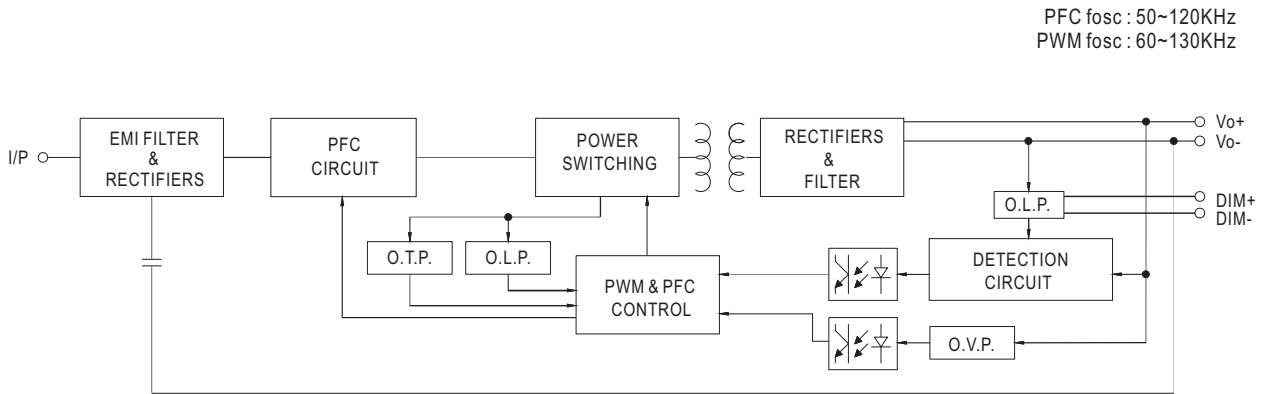 PFC fosc : 50~120KHz
PWM fosc : 60~130KHz
I/P
EMI FILTER
&
RECTIFIERS
PFC
CIRCUIT
POWER
SWITCHING
RECTIFIERS
&
FILTER
Vo+
Vo-
DIM+
DIM-
O.L.P.
O.T.P.
O.L.P.
PWM & PFC
CONTROL
DETECTION
CIRCUIT
O.V.P.